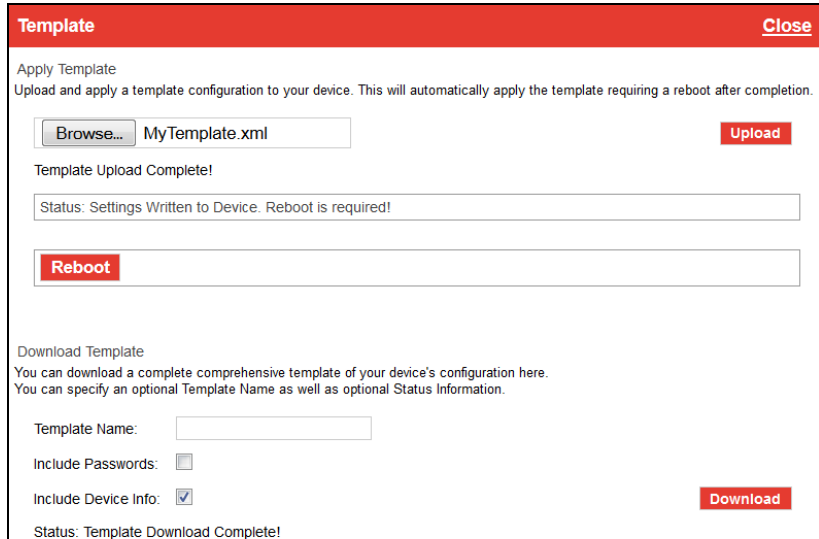 Template Close
Apply Template
Upload and apply a template configuration to your device. This will automatically apply the template requiring a reboot after completion.
Browse... MyTemplate.xml Upload
Template Upload Complete!
Status: Settings Written to Device. Reboot is required!
Reboot
Download Template
You can download a complete comprehensive template of your device's configuration here.
You can specify an optional Template Name as well as optional Status Information.
Template Name:
Include Passwords:
Include Device Info: Download
Status: Template Download Complete!